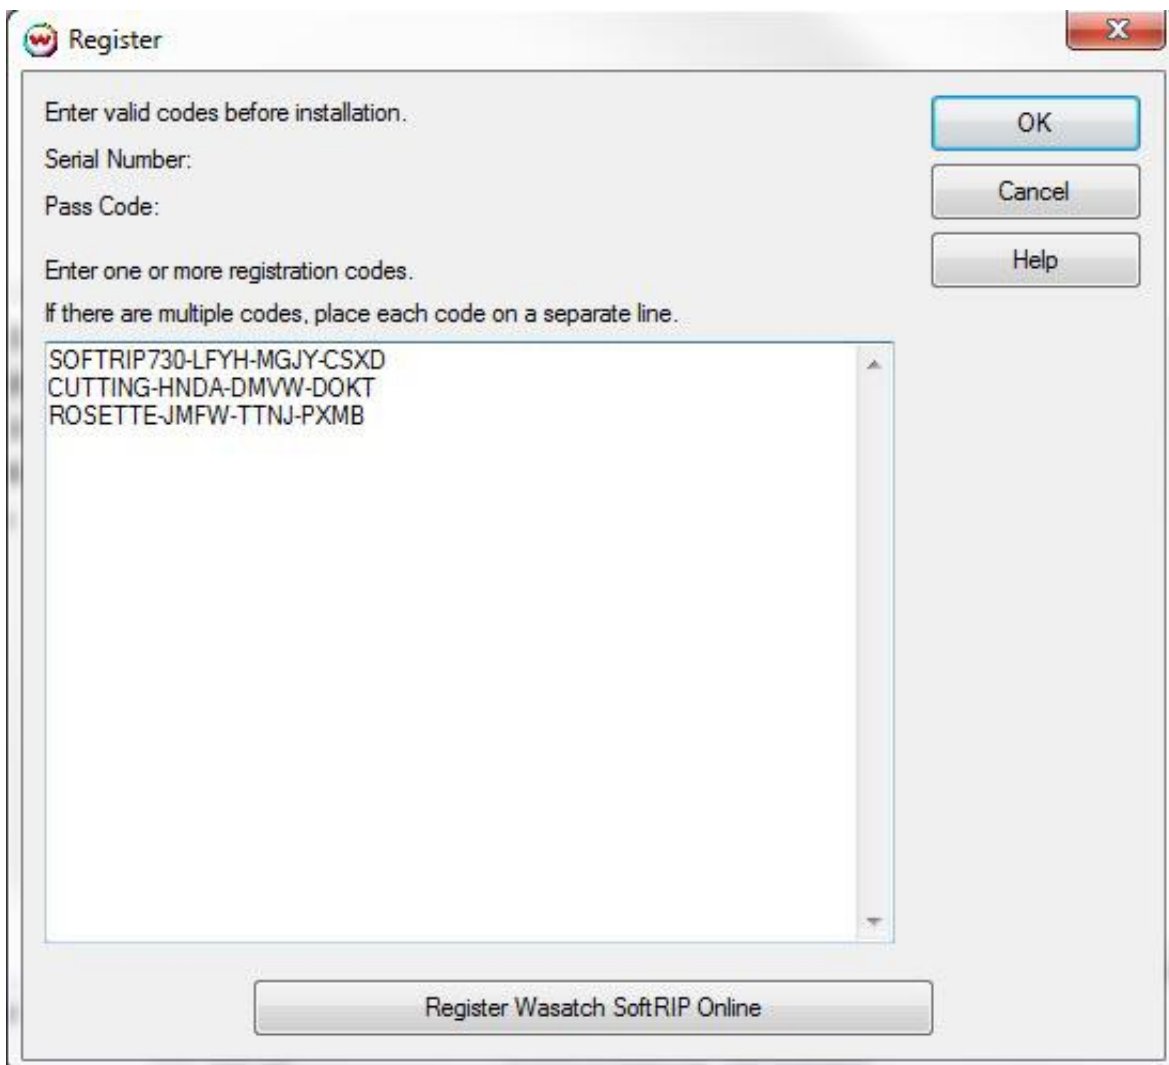 Register
Enter valid codes before installation.
OK
Serial Number:
Cancel
Pass Code:
Help
Enter one or more registration codes.
If there are multiple codes, place each code on a separate line.
SOFTRIP730-LFYH-MGJY-CSXD
CUTTING-HNDA-DMVW-DOKT
ROSETTE-JMFW-TTNJ-PXMB
Register Wasatch SoftRIP Online